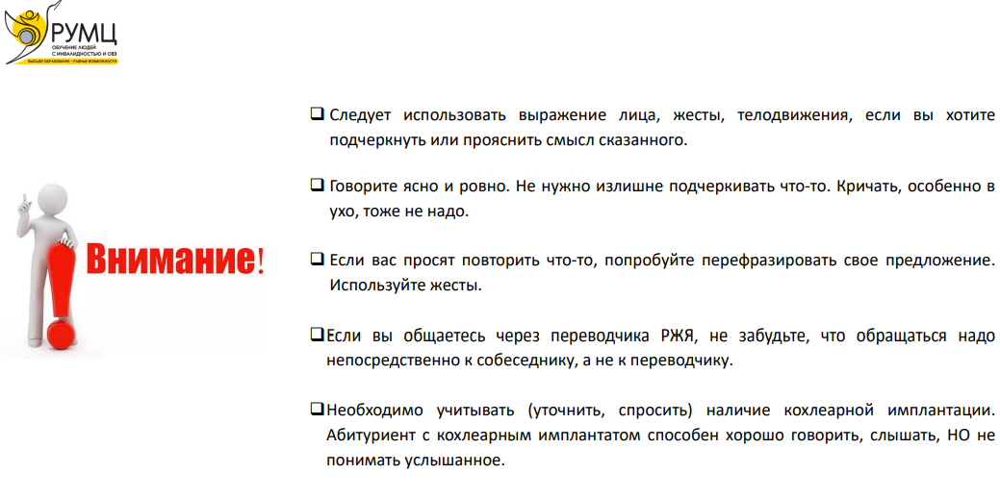 РУМЦ
ОБУЧЕНИЕ ЛЮДЕЙ
С ИНВАЛИДНОСТЬЮ И ОВЗ
ВЫСШЕЕ ОБРАЗОВАНИЕ • РАВНЫЕ ВОЗМОЖНОСТИ
Следует использовать выражение лица, жесты, телодвижения, если вы хотите
подчеркнуть или прояснить смысл сказанного.
Говорите ясно и ровно. Не нужно излишне подчеркивать что-то. Кричать, особенно в
ухо, тоже не надо.
Внимание!
Если вас просят повторить что-то, попробуйте перефразировать свое предложение.
Используйте жесты.
Если вы общаетесь через переводчика РЖЯ, не забудьте, что обращаться надо
непосредственно к собеседнику, а не к переводчику.
Необходимо учитывать (уточнить, спросить) наличие кохлеарной имплантации.
Абитуриент с кохлеарным имплантатом способен хорошо говорить, слышать, НО не
понимать услышанное.